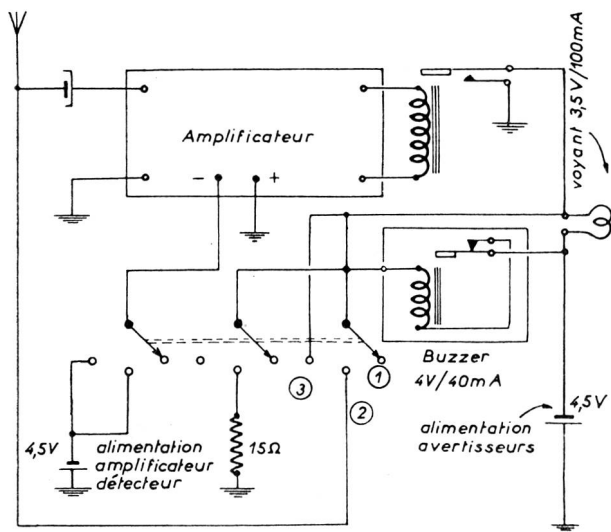 Amplificateur
- +
voyant 3,5V/100mA
Buzzer
4V/40mA
①
③
②
4,5V
alimentation
amplificateur
détecteur
15Ω
4,5V
alimentation
avertisseurs